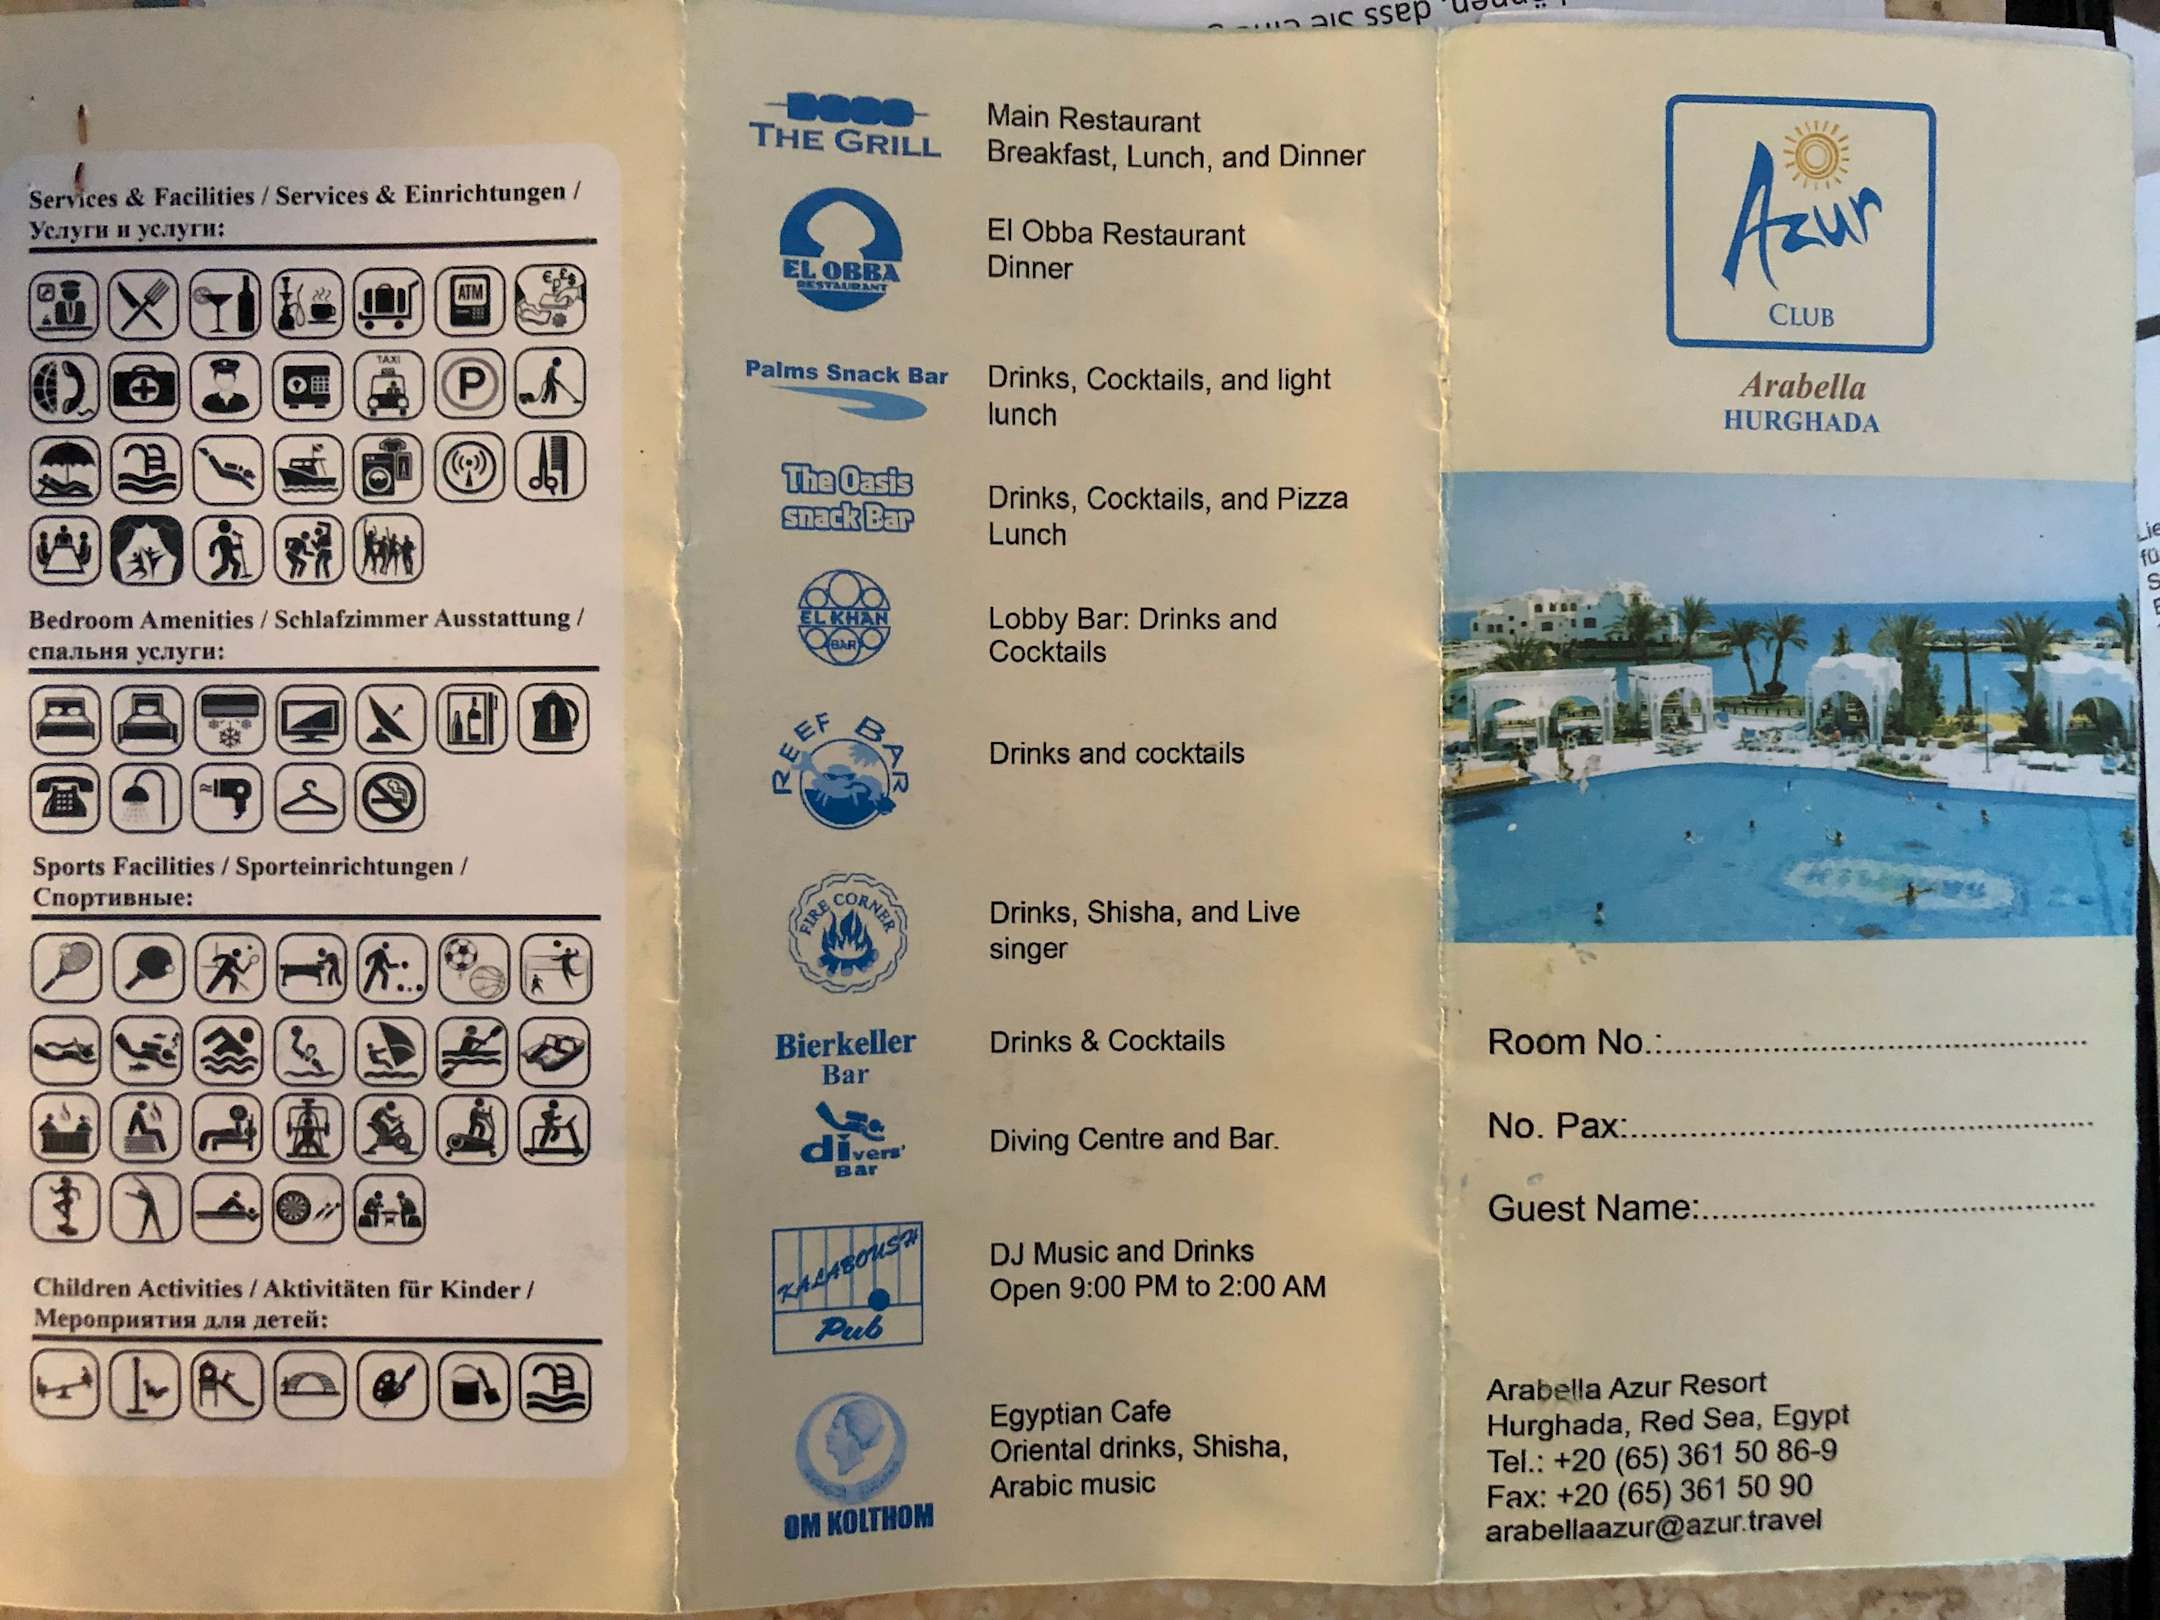 Services & Facilities / Services & Einrichtungen /
Услуги и услуги:
ATM
€ £ $
TAXI
P
Bedroom Amenities / Schlafzimmer Ausstattung /
спальня услуги:
Sports Facilities / Sporteinrichtungen /
Спортивные:
Children Activities / Aktivitäten für Kinder /
Мероприятия для детей:
THE GRILL
Main Restaurant
Breakfast, Lunch, and Dinner
EL OBBA
RESTAURANT
El Obba Restaurant
Dinner
Palms Snack Bar
Drinks, Cocktails, and light
lunch
The Oasis
snack Bar
Drinks, Cocktails, and Pizza
Lunch
EL KHAN
BAR
Lobby Bar: Drinks and
Cocktails
REEF BAR
Drinks and cocktails
FIRE CORNER
Drinks, Shisha, and Live
singer
Bierkeller
Bar
Drinks & Cocktails
divers'
Bar
Diving Centre and Bar.
KALABOUSH
Pub
DJ Music and Drinks
Open 9:00 PM to 2:00 AM
OM KOLTHOM
Egyptian Cafe
Oriental drinks, Shisha,
Arabic music
Azur
CLUB
Arabella
HURGHADA
Room No.:
No. Pax:
Guest Name:
Arabella Azur Resort
Hurghada, Red Sea, Egypt
Tel.: +20 (65) 361 50 86-9
Fax: +20 (65) 361 50 90
arabellaazur@azur.travel